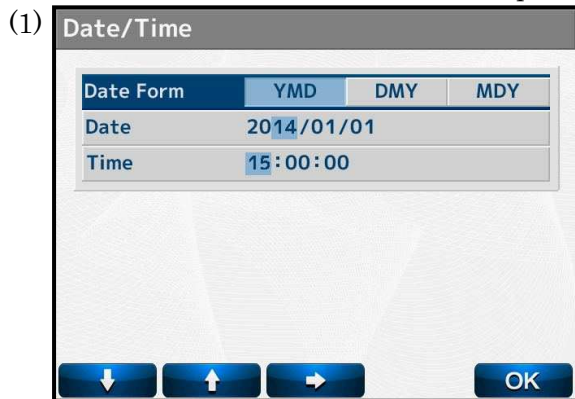 (1)
Date/Time
Date Form YMD DMY MDY
Date 2014/01/01
Time 15:00:00
OK